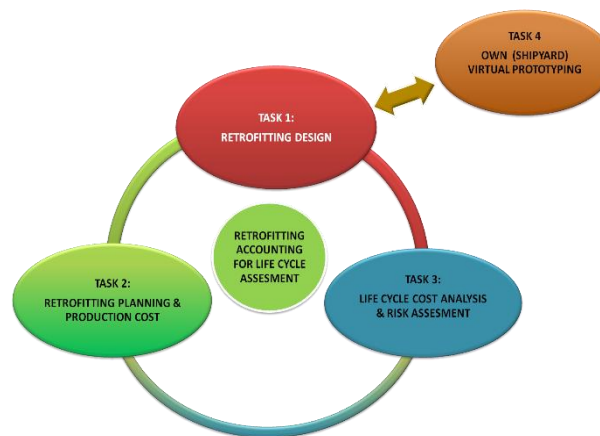 TASK 4
OWN (SHIPYARD)
VIRTUAL PROTOTYPING
TASK 1:
RETROFITTING DESIGN
RETROFITTING
ACCOUNTING
FOR LIFE CYCLE
ASSESMENT
TASK 2:
RETROFITTING PLANNING &
PRODUCTION COST
TASK 3:
LIFE CYCLE COST ANALYSIS
& RISK ASSESMENT